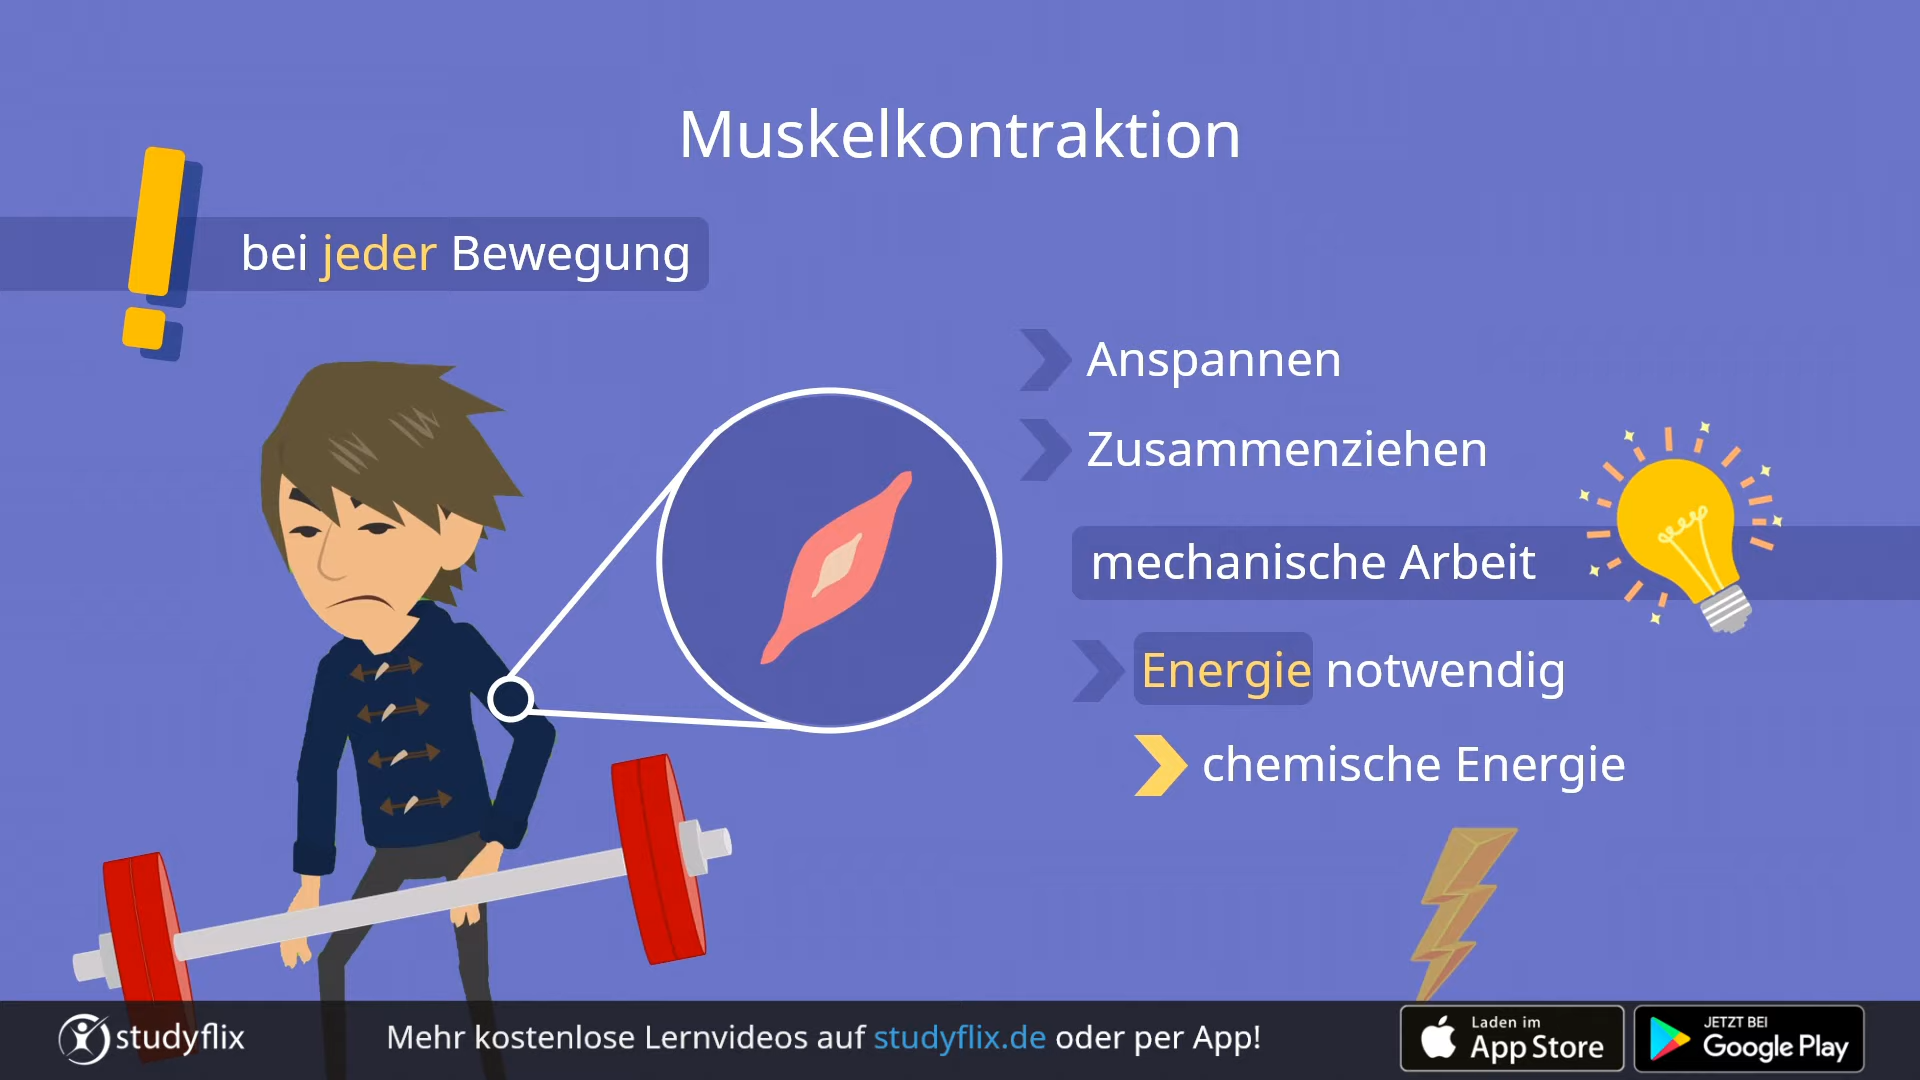 Muskelkontraktion
bei jeder Bewegung
Anspannen
Zusammenziehen
mechanische Arbeit
Energie notwendig
chemische Energie
studyflix
Mehr kostenlose Lernvideos auf studyflix.de oder per App!
Laden im
App Store
JETZT BEI
Google Play